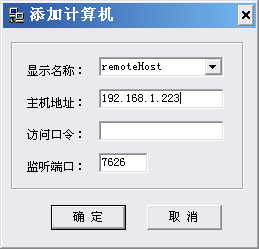 添加计算机
显示名称： remoteHost
主机地址： 192.168.1.223
访问口令：
监听端口： 7626
确 定 取 消